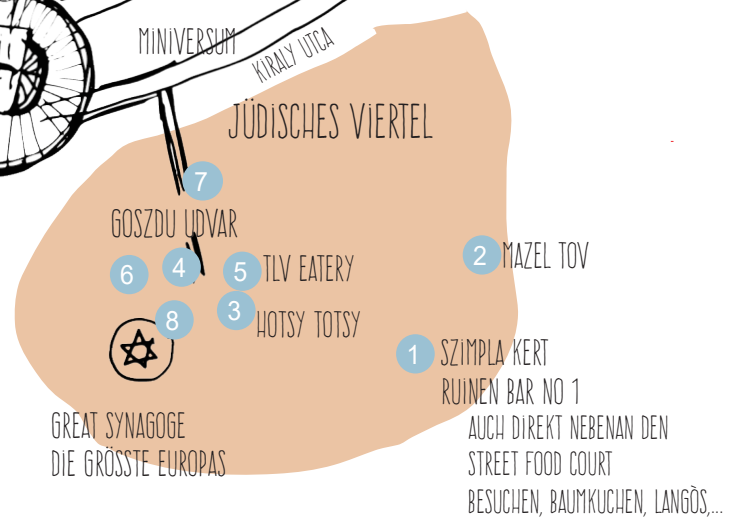 MINIVERSUM
KIRALY UTCA
JÜDISCHES VIERTEL
7
GOSZDU UDVAR
6
4
5 TLV EATERY
2 MAZEL TOV
3 HOTSY TOTSY
8
1 SZIMPLA KERT
RUINEN BAR NO 1
AUCH DIREKT NEBENAN DEN
STREET FOOD COURT
BESUCHEN, BAUMKUCHEN, LANGÒS,...
GREAT SYNAGOGE
DIE GRÖSSTE EUROPAS